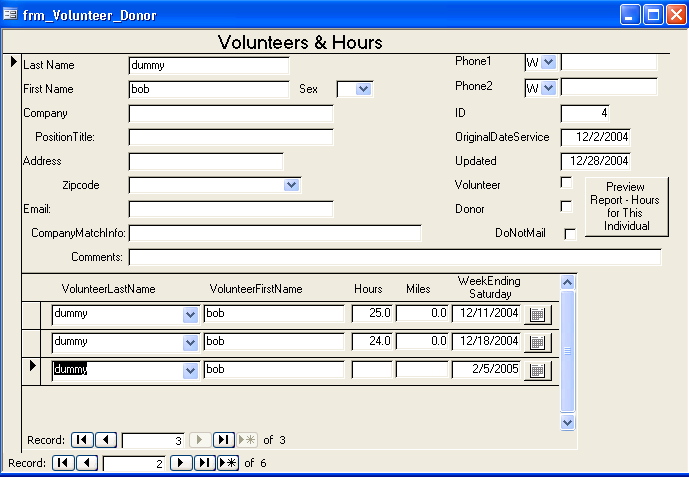 frm_Volunteer_Donor
Volunteers & Hours
Last Name dummy Phone1 W
First Name bob Sex Phone2 W
Company ID 4
PositionTitle: OriginalDateService 12/2/2004
Address Updated 12/28/2004
Zipcode Volunteer
Email: Donor
Preview
Report - Hours
for This
Individual
CompanyMatchInfo: DoNotMail
Comments:
VolunteerLastName VolunteerFirstName Hours Miles WeekEnding
Saturday
dummy bob 25.0 0.0 12/11/2004
dummy bob 24.0 0.0 12/18/2004
dummy bob 2/5/2005
Record: 3 of 3
Record: 2 of 6